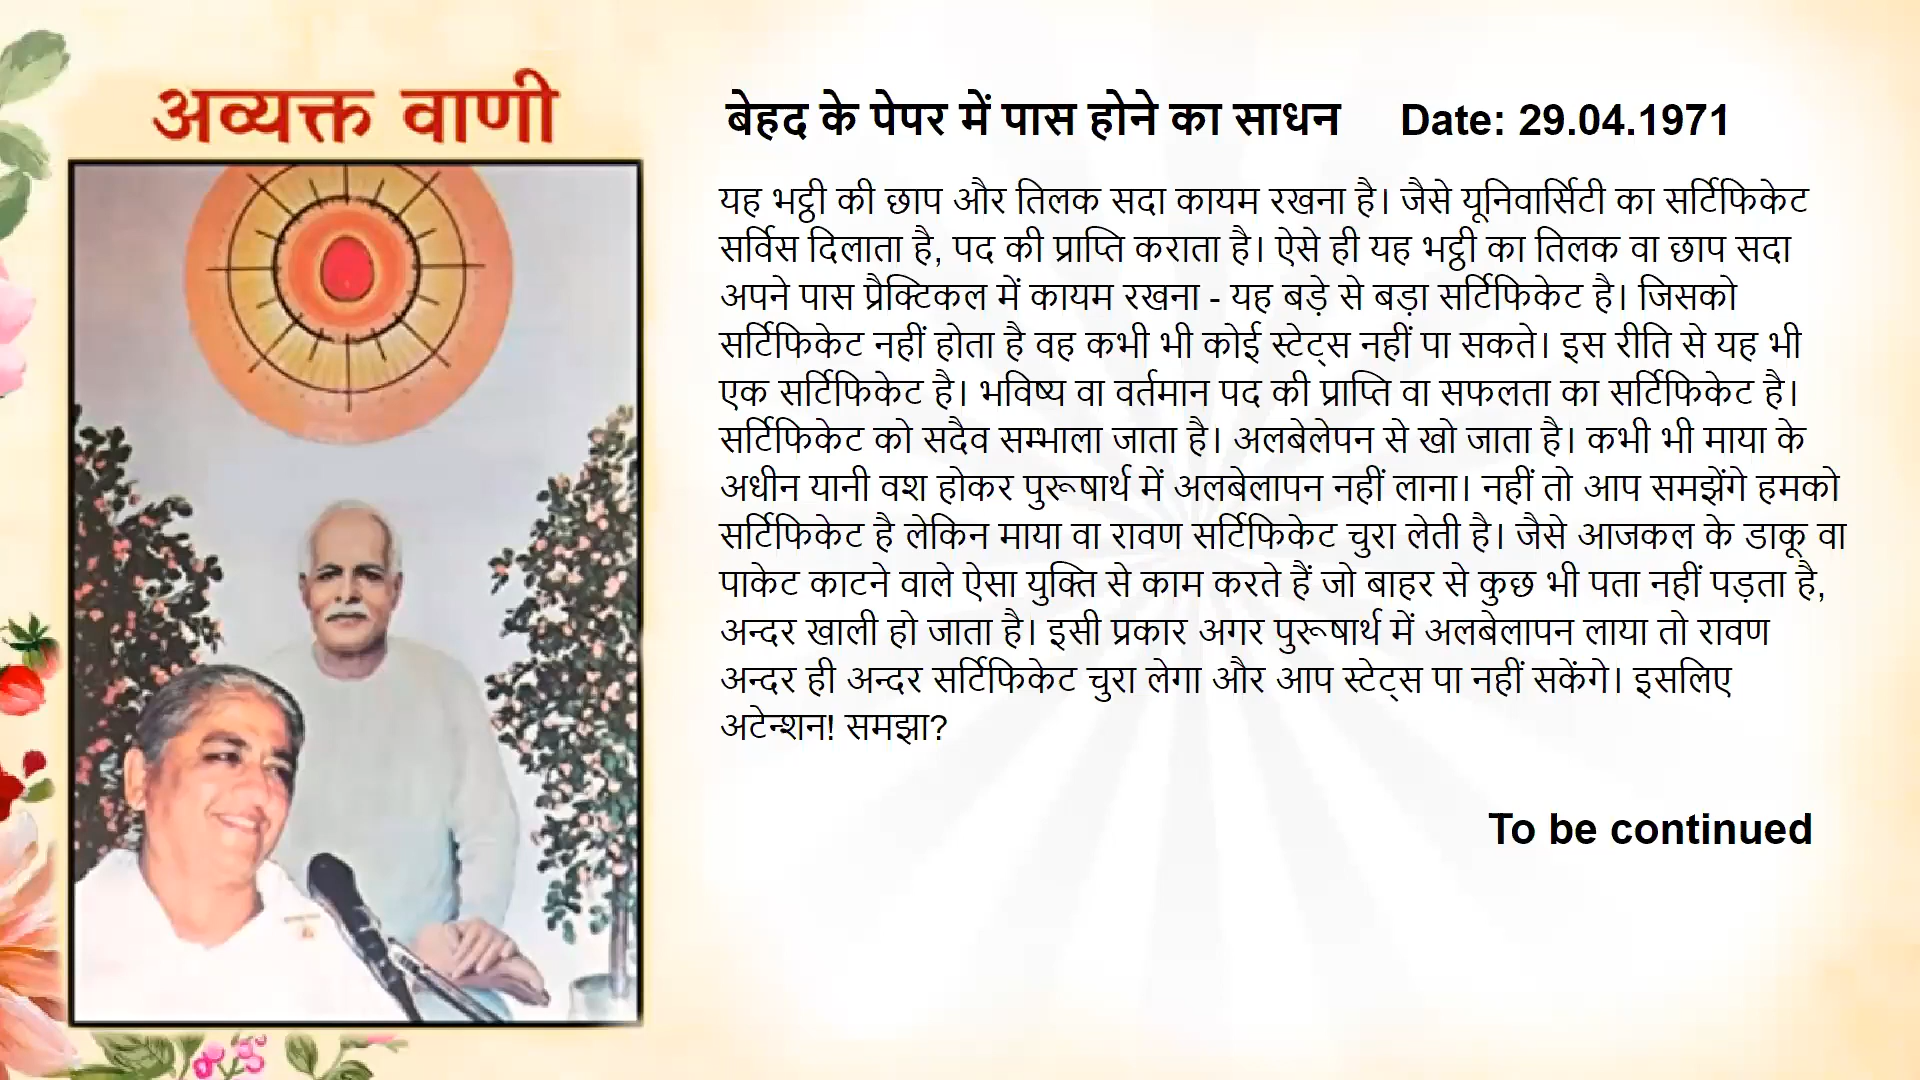 अव्यक्त वाणी
बेहद के पेपर में पास होने का साधन Date: 29.04.1971
यह भट्ठी की छाप और तिलक सदा कायम रखना है। जैसे यूनिवार्सिटी का सर्टिफिकेट
सर्विस दिलाता है, पद की प्राप्ति कराता है। ऐसे ही यह भट्ठी का तिलक वा छाप सदा
अपने पास प्रैक्टिकल में कायम रखना - यह बड़े से बड़ा सर्टिफिकेट है। जिसको
सर्टिफिकेट नहीं होता है वह कभी भी कोई स्टेट्स नहीं पा सकते। इस रीति से यह भी
एक सर्टिफिकेट है। भविष्य वा वर्तमान पद की प्राप्ति वा सफलता का सर्टिफिकेट है।
सर्टिफिकेट को सदैव सम्भाला जाता है। अलबेलेपन से खो जाता है। कभी भी माया के
अधीन यानी वश होकर पुरूषार्थ में अलबेलापन नहीं लाना। नहीं तो आप समझेंगे हमको
सर्टिफिकेट है लेकिन माया वा रावण सर्टिफिकेट चुरा लेती है। जैसे आजकल के डाकू वा
पाकेट काटने वाले ऐसा युक्ति से काम करते हैं जो बाहर से कुछ भी पता नहीं पड़ता है,
अन्दर खाली हो जाता है। इसी प्रकार अगर पुरूषार्थ में अलबेलापन लाया तो रावण
अन्दर ही अन्दर सर्टिफिकेट चुरा लेगा और आप स्टेट्स पा नहीं सकेंगे। इसलिए
अटेन्शन! समझा?
To be continued